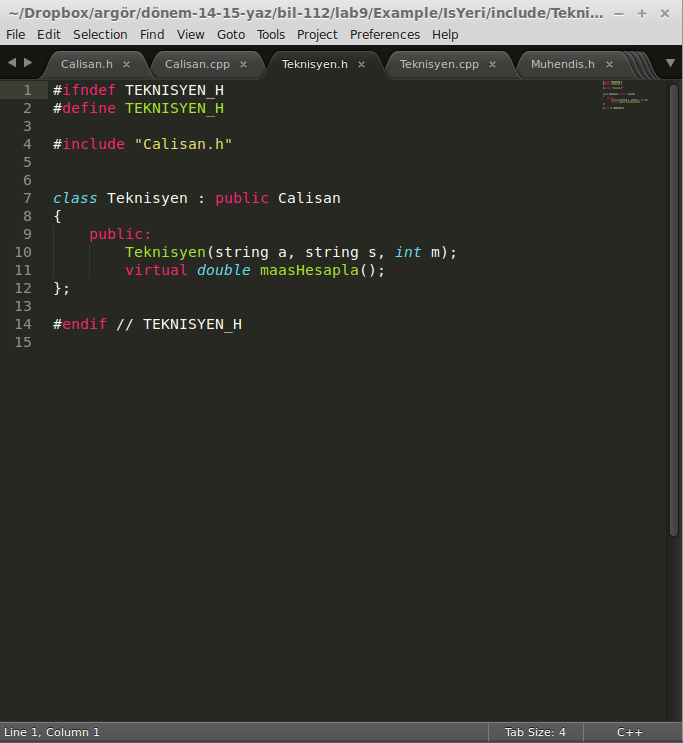 ~/Dropbox/argör/dönem-14-15-yaz/bil-112/lab9/Example/IsYeri/include/Tekni...
File Edit Selection Find View Goto Tools Project Preferences Help
Calisan.h Calisan.cpp Teknisyen.h Teknisyen.cpp Muhendis.h
1 #ifndef TEKNISYEN_H
2 #define TEKNISYEN_H
3
4 #include "Calisan.h"
5
6
7 class Teknisyen : public Calisan
8 {
9 public:
10 Teknisyen(string a, string s, int m);
11 virtual double maasHesapla();
12 };
13
14 #endif // TEKNISYEN_H
15
Line 1, Column 1 Tab Size: 4 C++